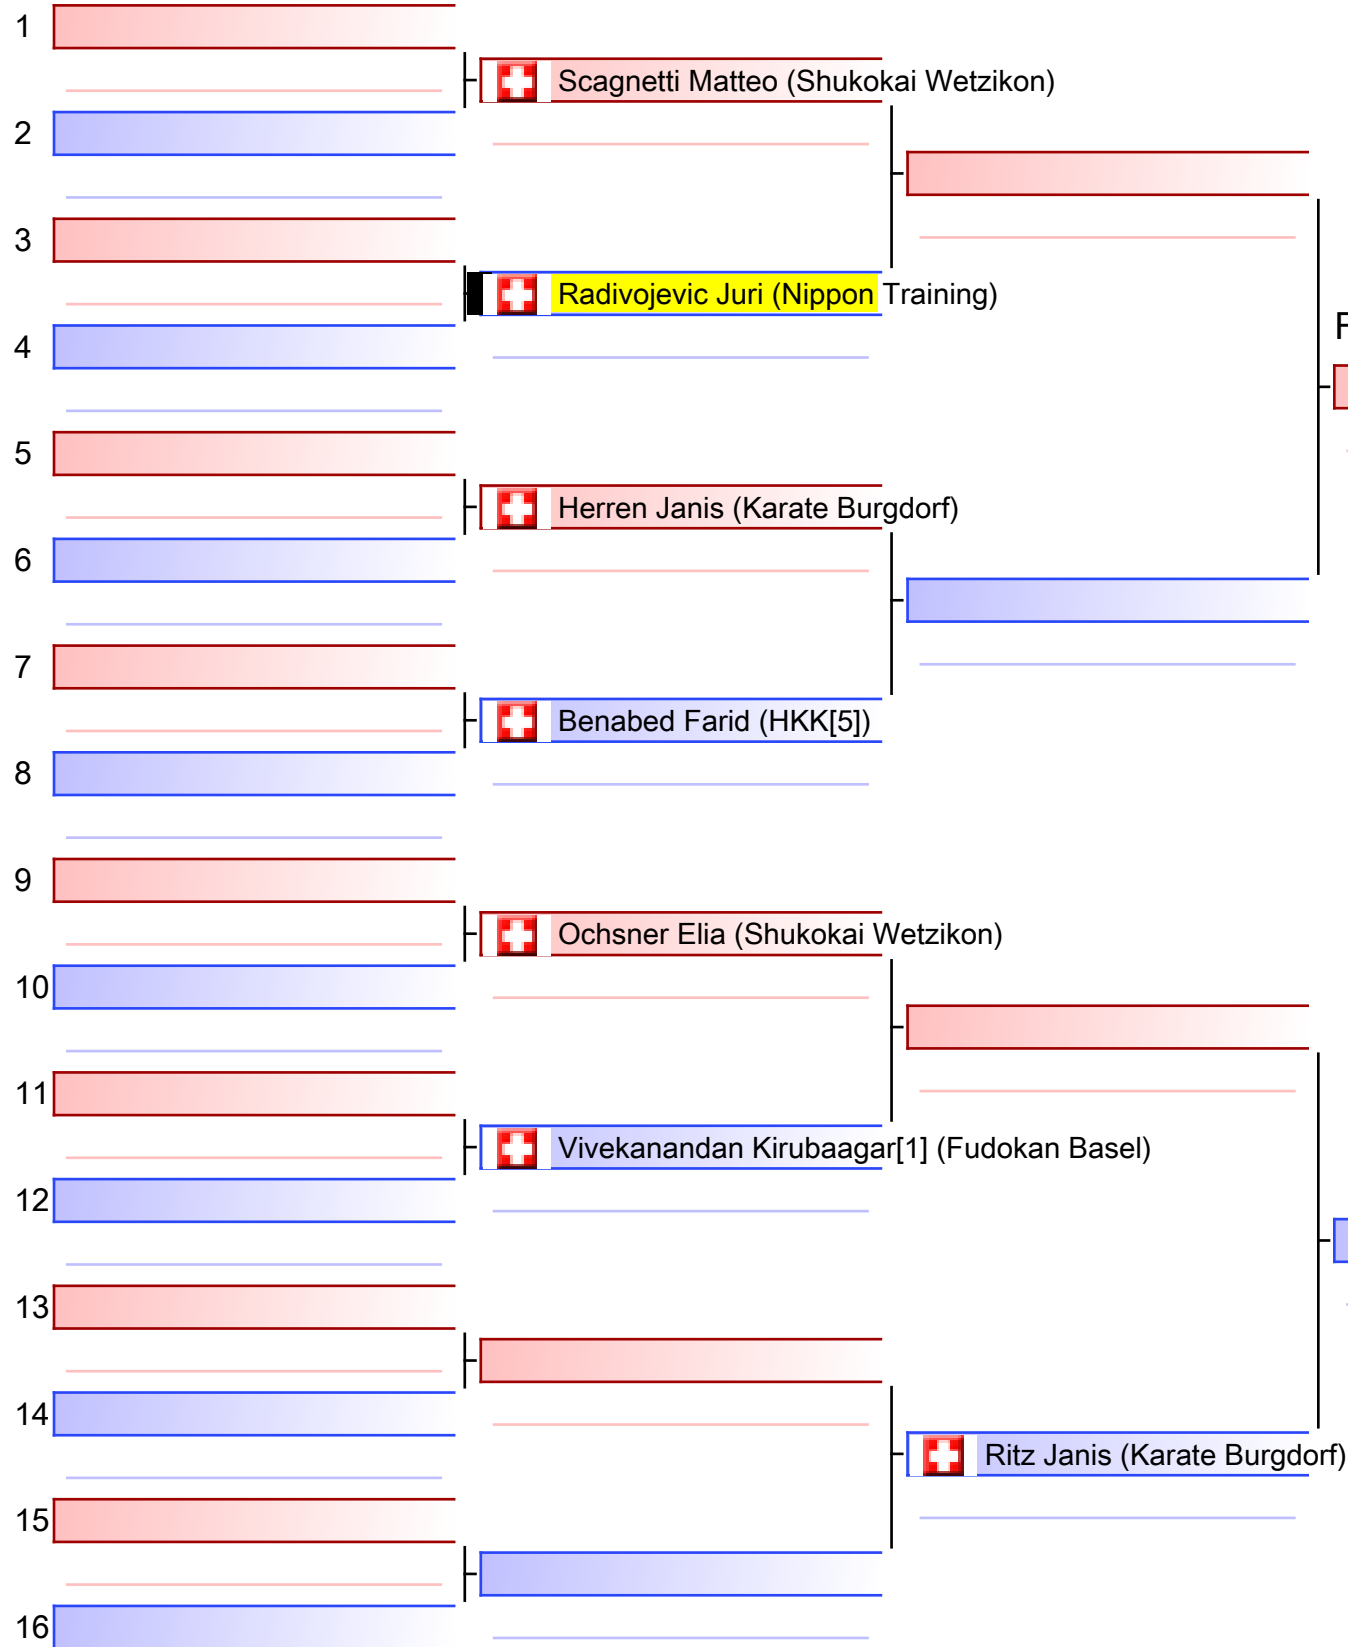 1
Scagnetti Matteo (Shukokai Wetzikon)
2
3
Radivojevic Juri (Nippon Training)
4
5
Herren Janis (Karate Burgdorf)
6
7
Benabed Farid (HKK[5])
8
9
Ochsner Elia (Shukokai Wetzikon)
10
11
Vivekanandan Kirubaagar[1] (Fudokan Basel)
12
13
14
Ritz Janis (Karate Burgdorf)
15
16